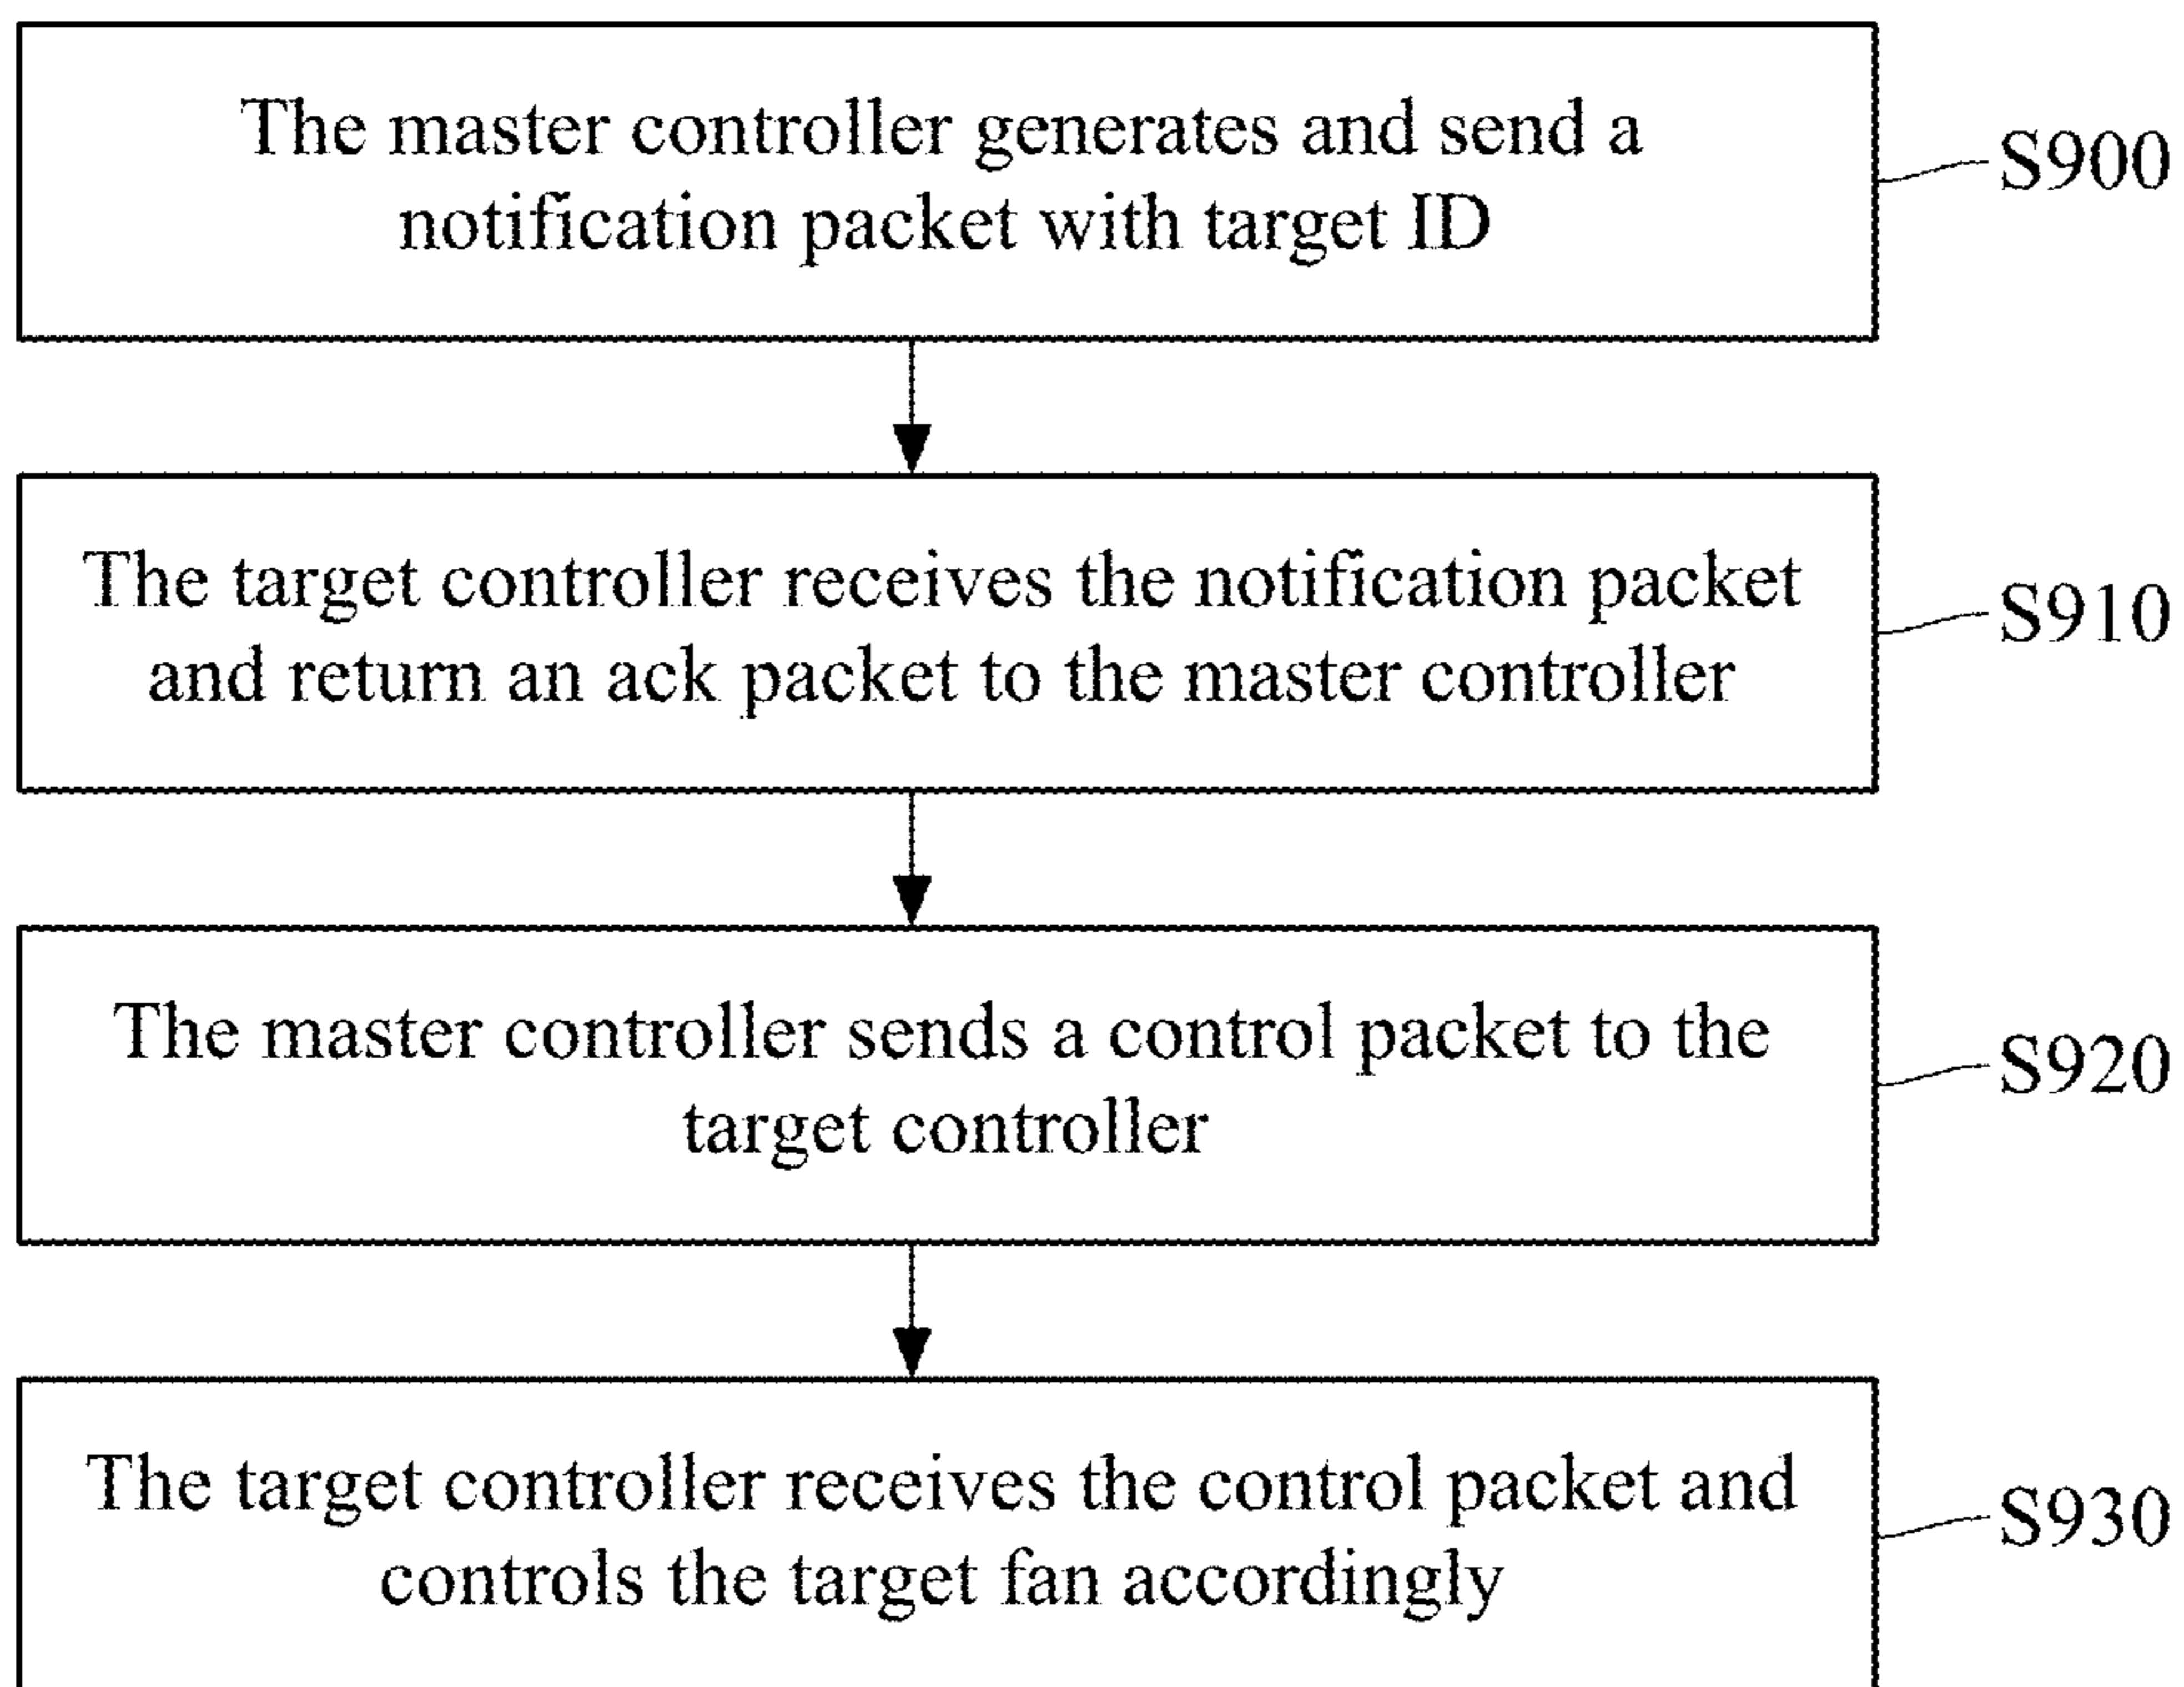 The master controller generates and send a
notification packet with target ID
S900
The target controller receives the notification packet
and return an ack packet to the master controller
S910
The master controller sends a control packet to the
target controller
S920
The target controller receives the control packet and
controls the target fan accordingly
S930